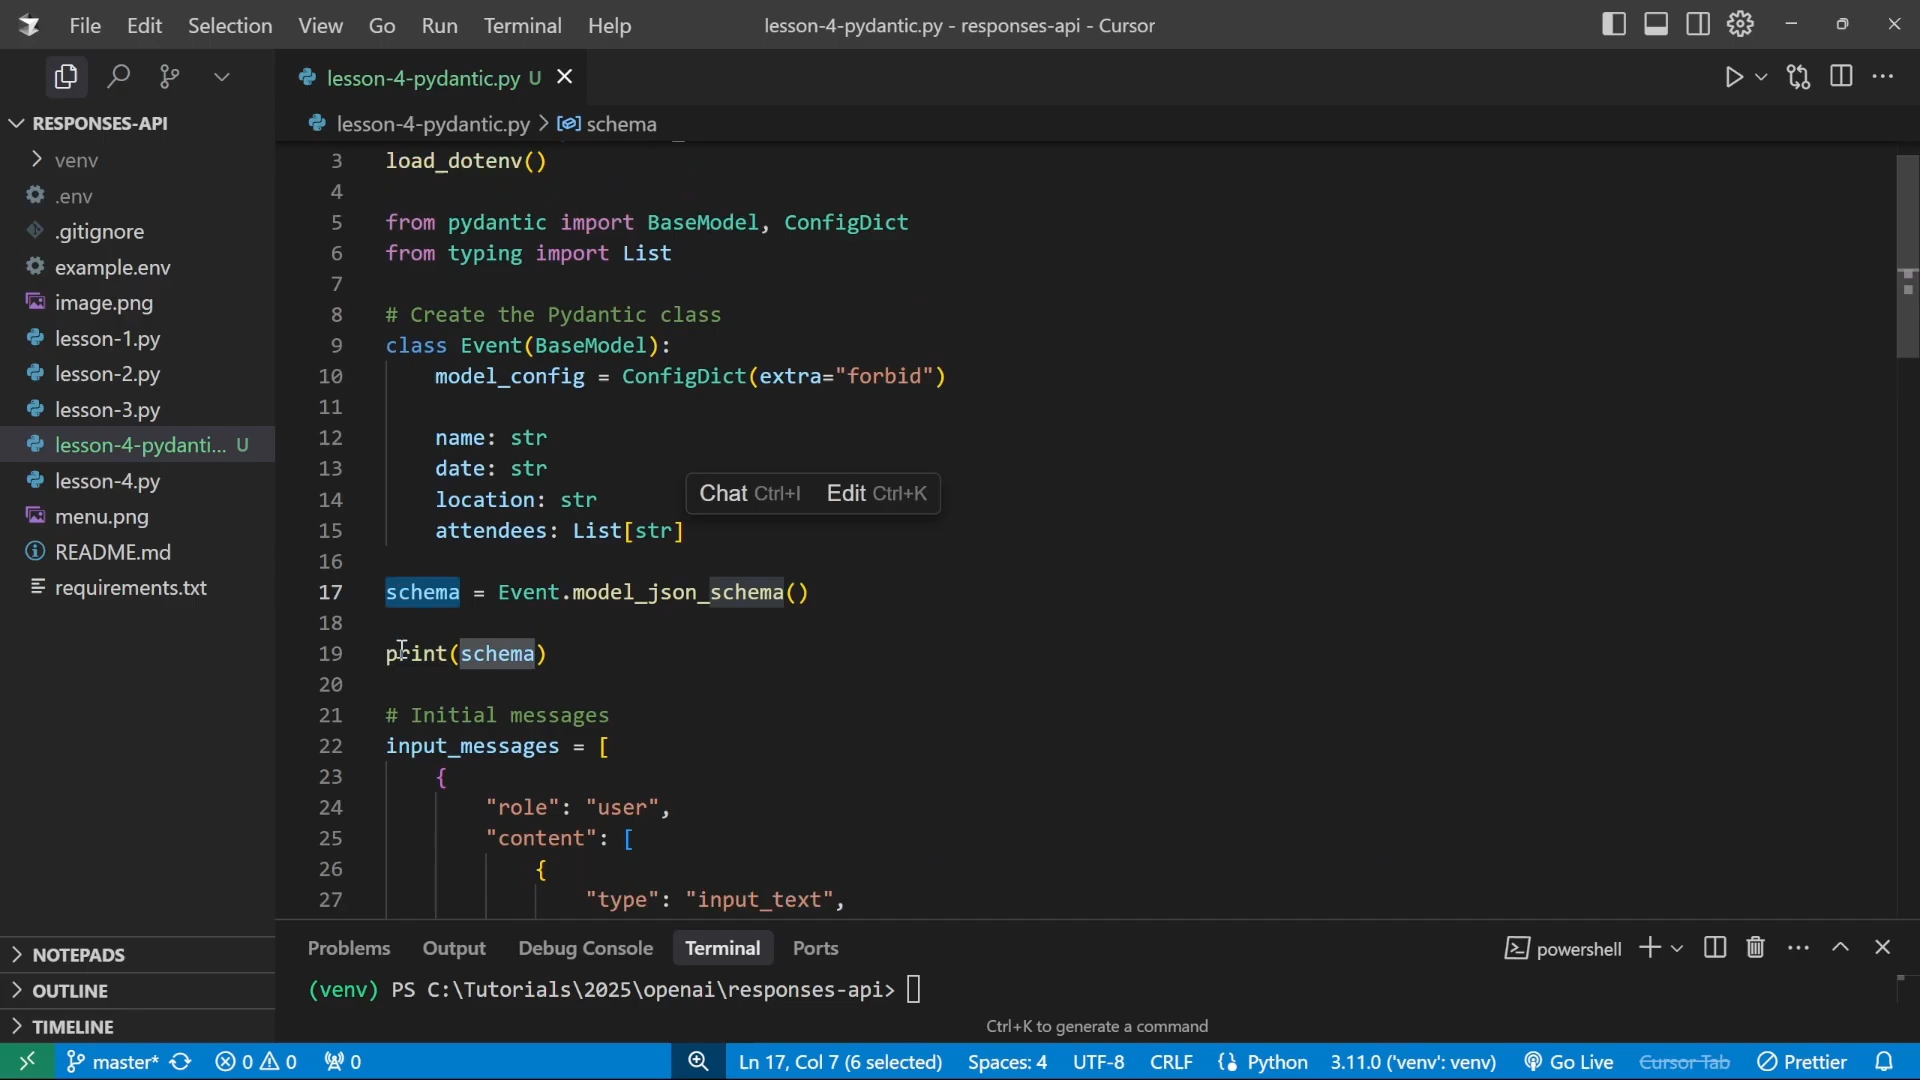 File Edit Selection View Go Run Terminal Help
lesson-4-pydantic.py - responses-api - Cursor
lesson-4-pydantic.py U
RESPONSES-API
venv
.env
.gitignore
example.env
image.png
lesson-1.py
lesson-2.py
lesson-3.py
lesson-4-pydanti... U
lesson-4.py
menu.png
README.md
requirements.txt
NOTEPADS
OUTLINE
TIMELINE
lesson-4-pydantic.py > schema
3 load_dotenv()
4
5 from pydantic import BaseModel, ConfigDict
6 from typing import List
7
8 # Create the Pydantic class
9 class Event(BaseModel):
10 model_config = ConfigDict(extra="forbid")
11
12 name: str
13 date: str
14 location: str
15 attendees: List[str]
16
17 schema = Event.model_json_schema()
18
19 print(schema)
20
21 # Initial messages
22 input_messages = [
23 {
24 "role": "user",
25 "content": [
26 {
27 "type": "input_text",
Chat Ctrl+I Edit Ctrl+K
Problems Output Debug Console Terminal Ports
powershell
(venv) PS C:\Tutorials\2025\openai\responses-api>
Ctrl+K to generate a command
master* 0 0 0 Ln 17, Col 7 (6 selected) Spaces: 4 UTF-8 CRLF Python 3.11.0 ('venv': venv) Go Live Cursor Tab Prettier